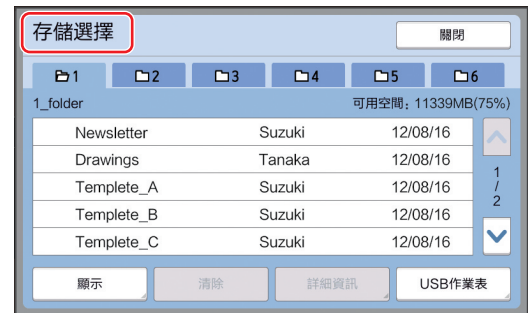 存儲選擇 關閉
1 2 3 4 5 6
1_folder 可用空間：11339MB(75%)
Newsletter Suzuki 12/08/16
Drawings Tanaka 12/08/16
Templete_A Suzuki 12/08/16
Templete_B Suzuki 12/08/16
Templete_C Suzuki 12/08/16
1
/
2
顯示 清除 詳細資訊 USB作業表